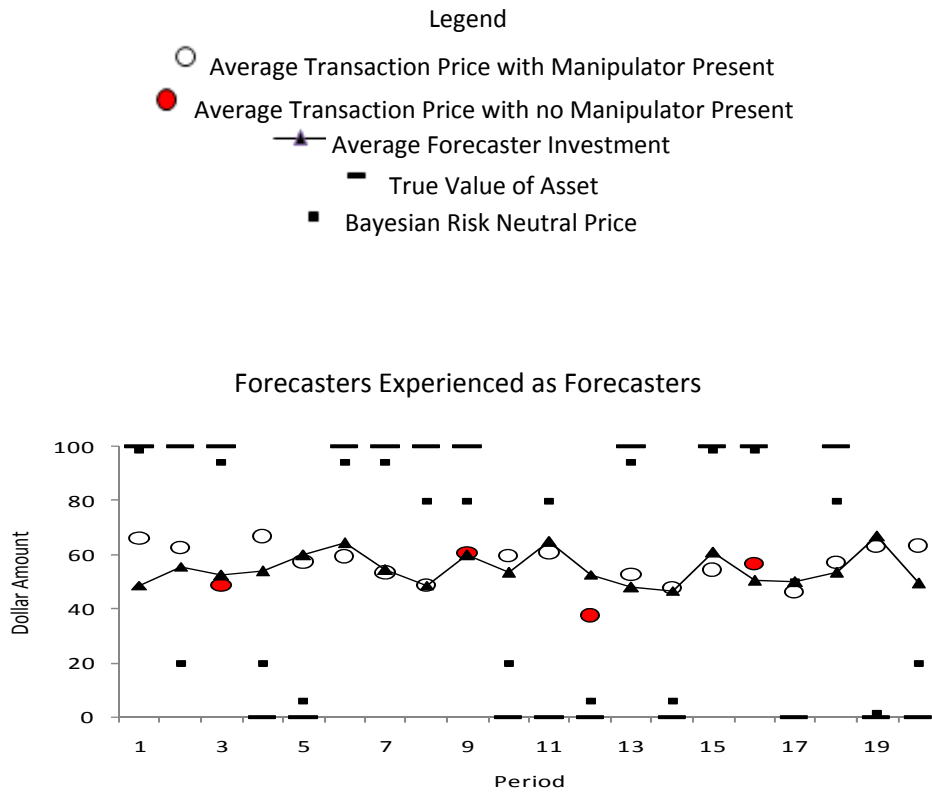 Legend
Average Transaction Price with Manipulator Present
Average Transaction Price with no Manipulator Present
Average Forecaster Investment
True Value of Asset
Bayesian Risk Neutral Price
Forecasters Experienced as Forecasters
Dollar Amount
100
80
60
40
20
0
1 3 5 7 9 11 13 15 17 19
Period